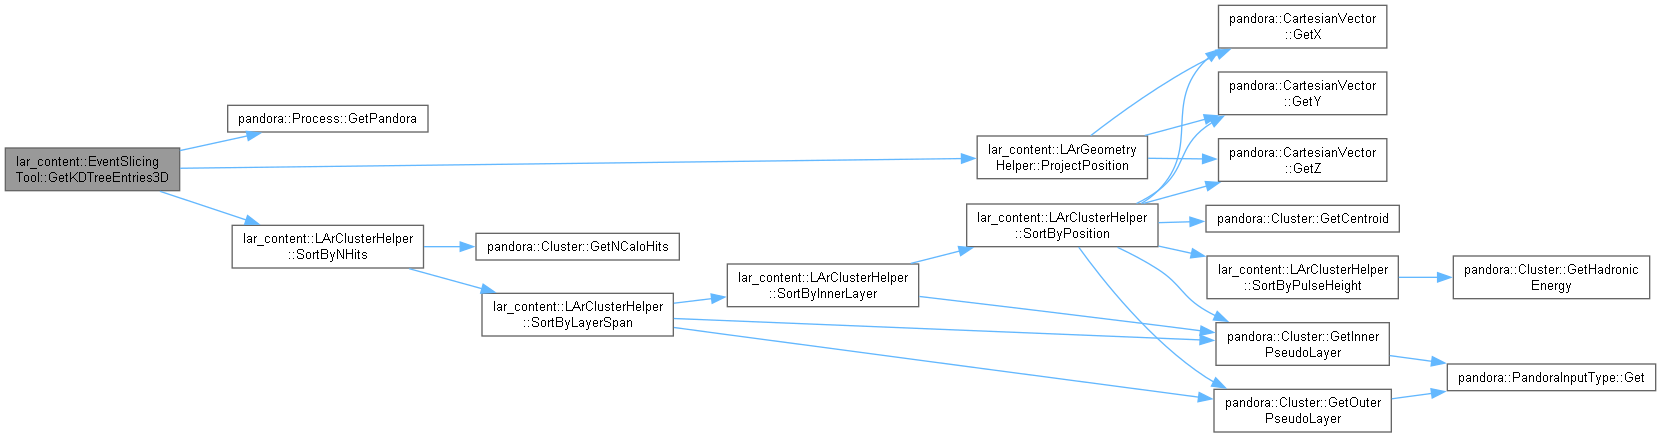 lar_content::EventSlicing
Tool::GetKDTreeEntries3D
pandora::Process::GetPandora
lar_content::LArClusterHelper
::SortByNHits
pandora::Cluster::GetNCaloHits
lar_content::LArClusterHelper
::SortByLayerSpan
lar_content::LArClusterHelper
::SortByInnerLayer
lar_content::LArGeometry
Helper::ProjectPosition
lar_content::LArClusterHelper
::SortByPosition
pandora::CartesianVector
::GetX
pandora::CartesianVector
::GetY
pandora::CartesianVector
::GetZ
pandora::Cluster::GetCentroid
lar_content::LArClusterHelper
::SortByPulseHeight
pandora::Cluster::GetHadronic
Energy
pandora::Cluster::GetInner
PseudoLayer
pandora::Cluster::GetOuter
PseudoLayer
pandora::PandoraInputType::Get